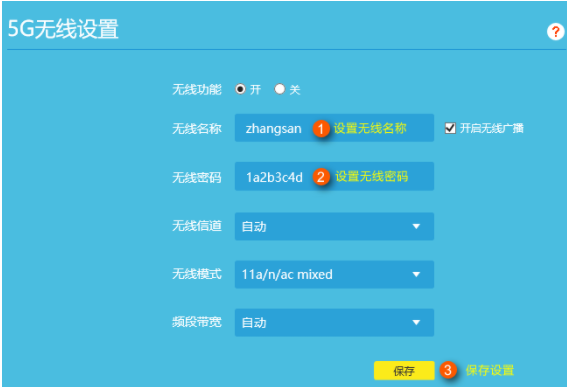 5G无线设置
?
无线功能 开 关
无线名称 zhangsan 1 设置无线名称 开启无线广播
无线密码 1a2b3c4d 2 设置无线密码
无线信道 自动
无线模式 11a/n/ac mixed
频段带宽 自动
保存 3 保存设置